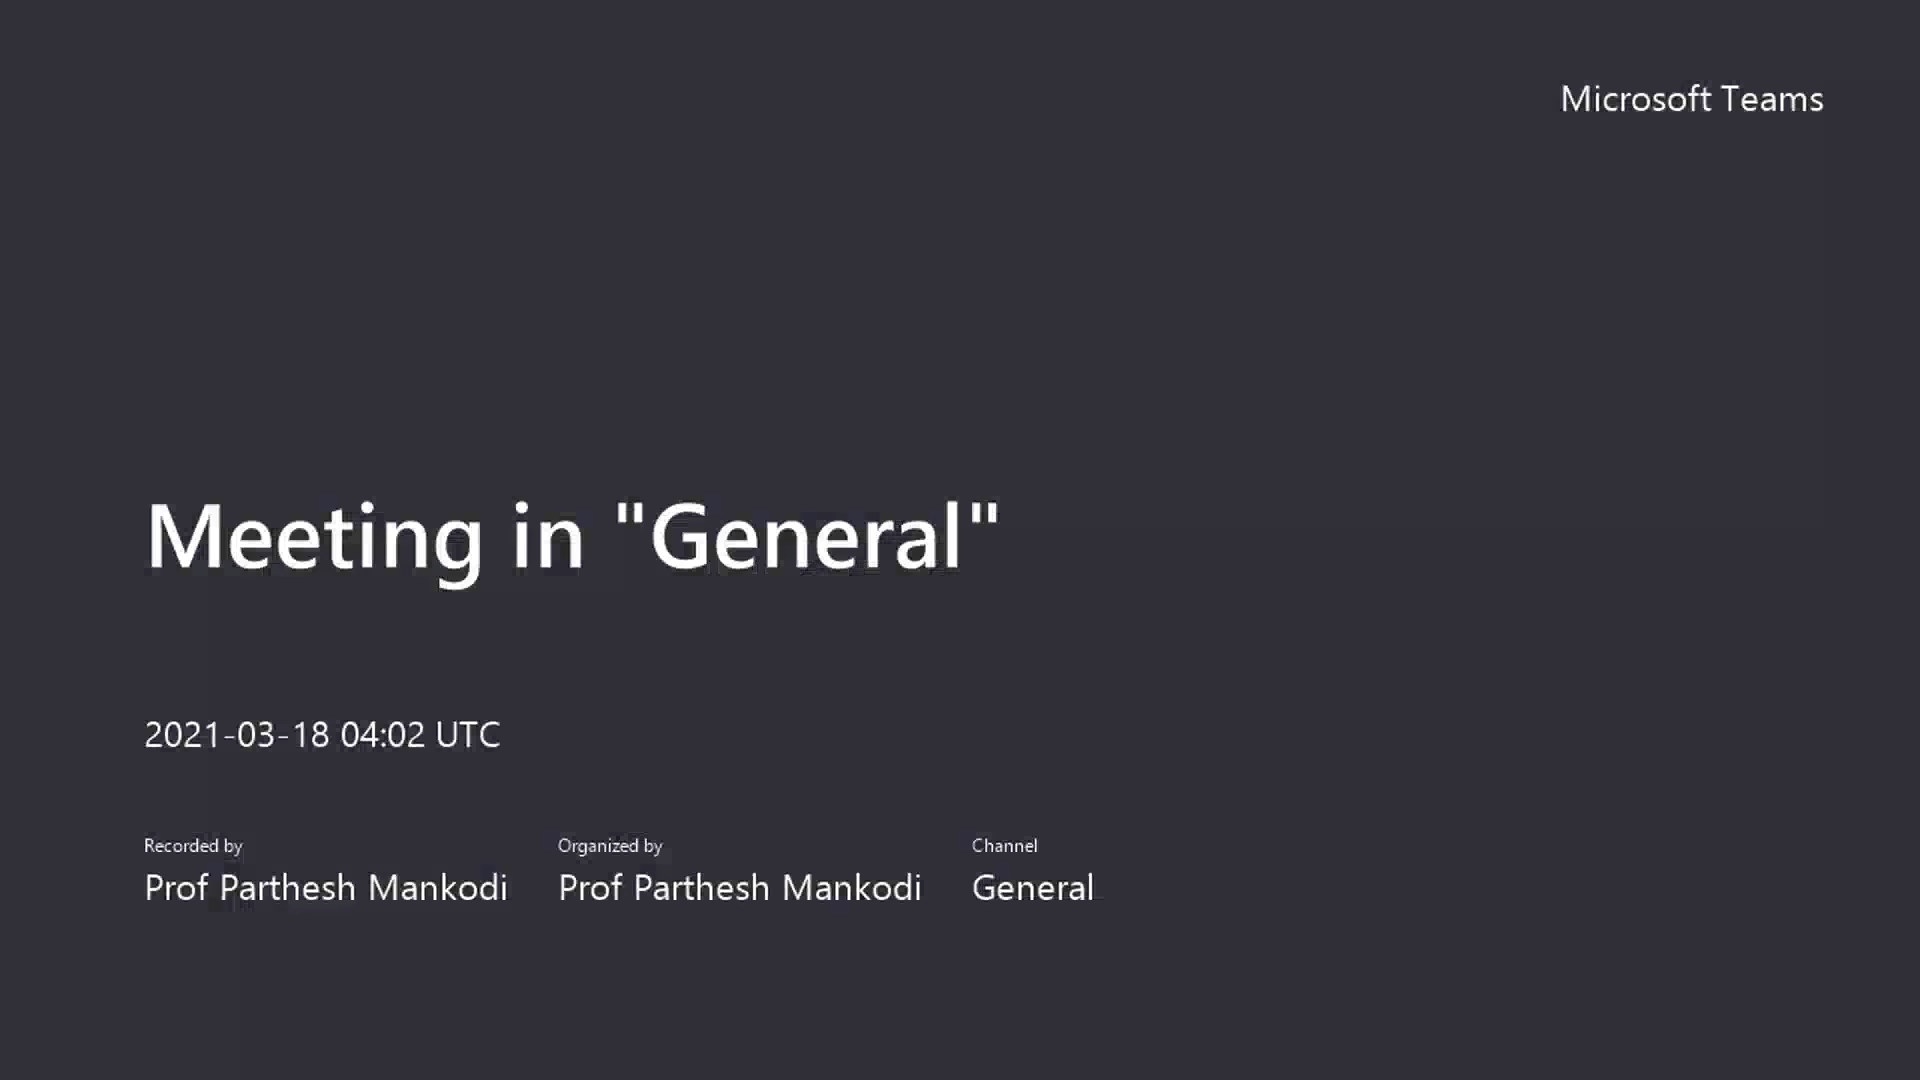 Microsoft Teams
Meeting in "General"
2021-03-18 04:02 UTC
Recorded by Organized by Channel
Prof Parthesh Mankodi Prof Parthesh Mankodi General